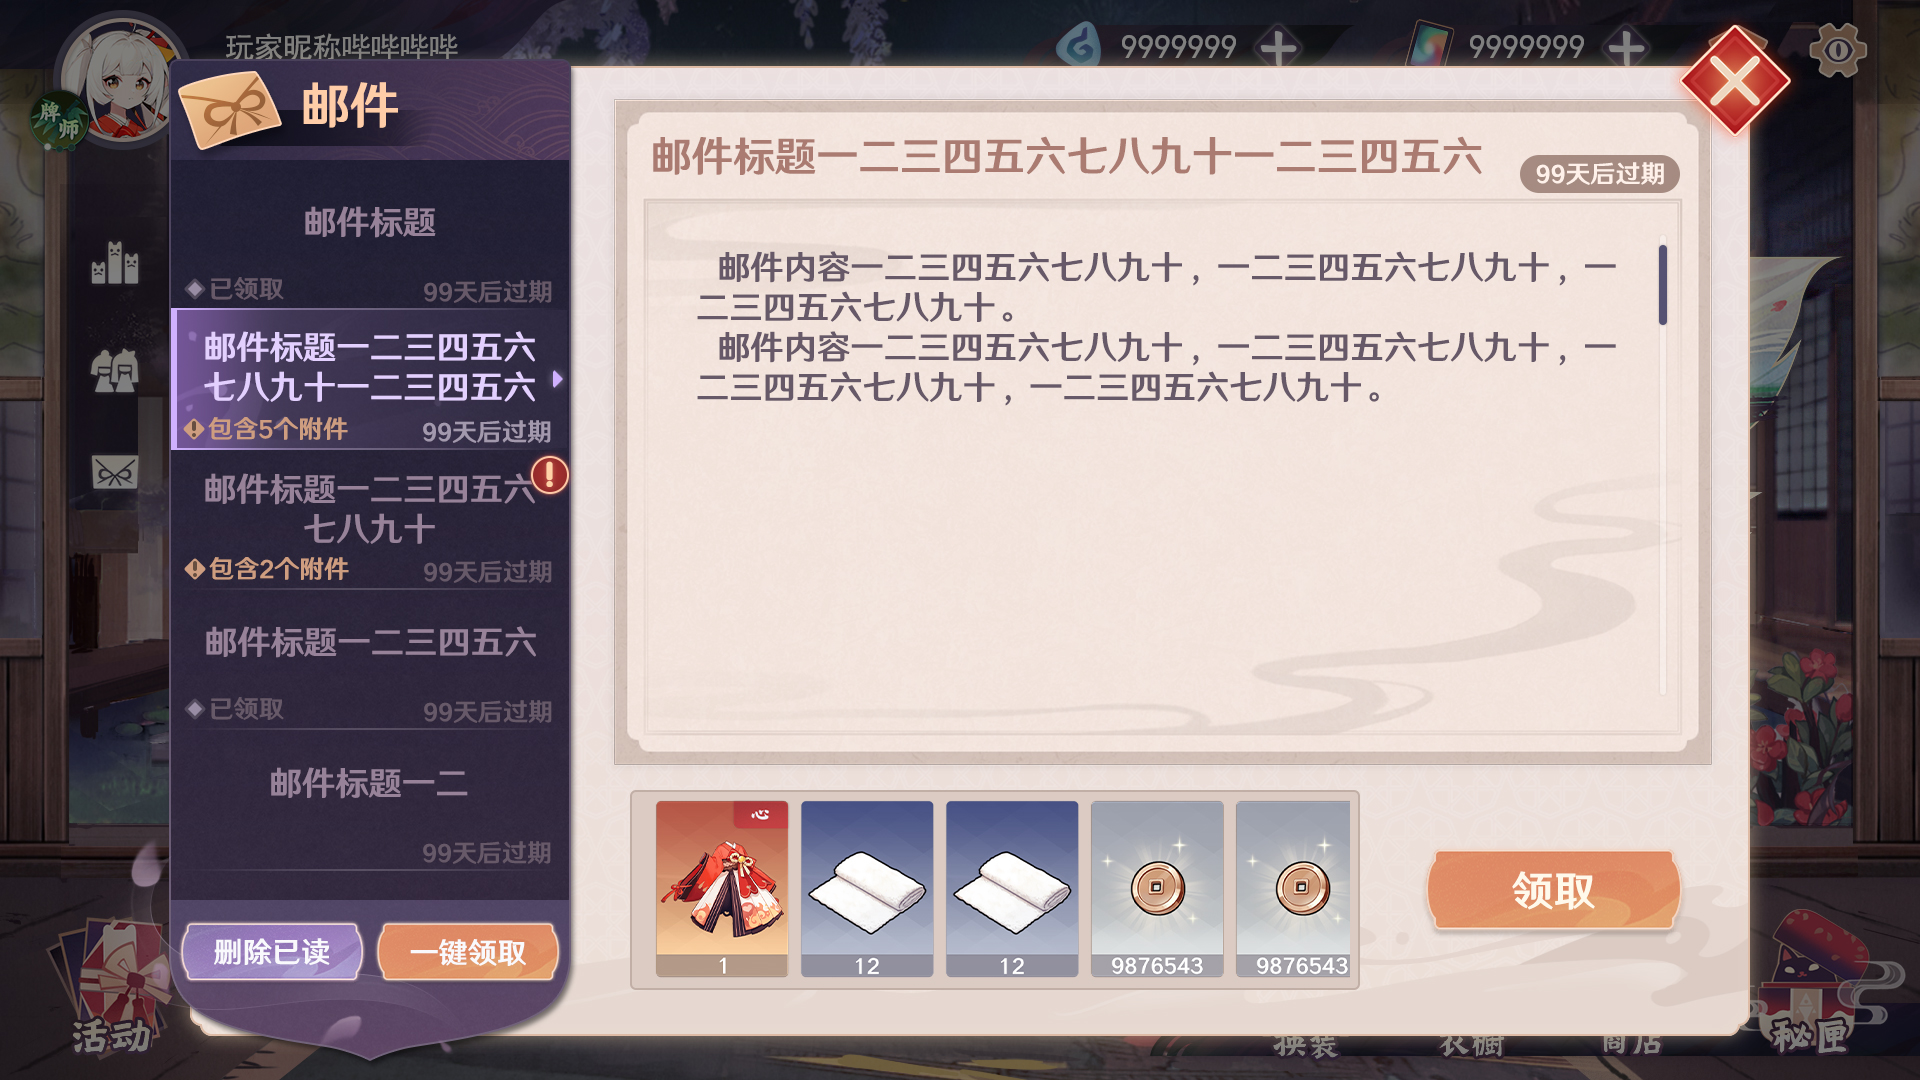 玩家昵称哔哔哔哔
9999999
9999999
牌师
邮件
邮件标题
已领取
99天后过期
邮件标题一二三四五六
七八九十一二三四五六
包含5个附件
99天后过期
邮件标题一二三四五六
七八九十
包含2个附件
99天后过期
邮件标题一二三四五六
已领取
99天后过期
邮件标题一二
99天后过期
删除已读
一键领取
邮件标题一二三四五六七八九十一二三四五六
99天后过期
邮件内容一二三四五六七八九十，一二三四五六七八九十，一
二三四五六七八九十。
邮件内容一二三四五六七八九十，一二三四五六七八九十，一
二三四五六七八九十，一二三四五六七八九十。
心
1
12
12
9876543
9876543
领取
活动
换装
衣橱
商店
秘匣